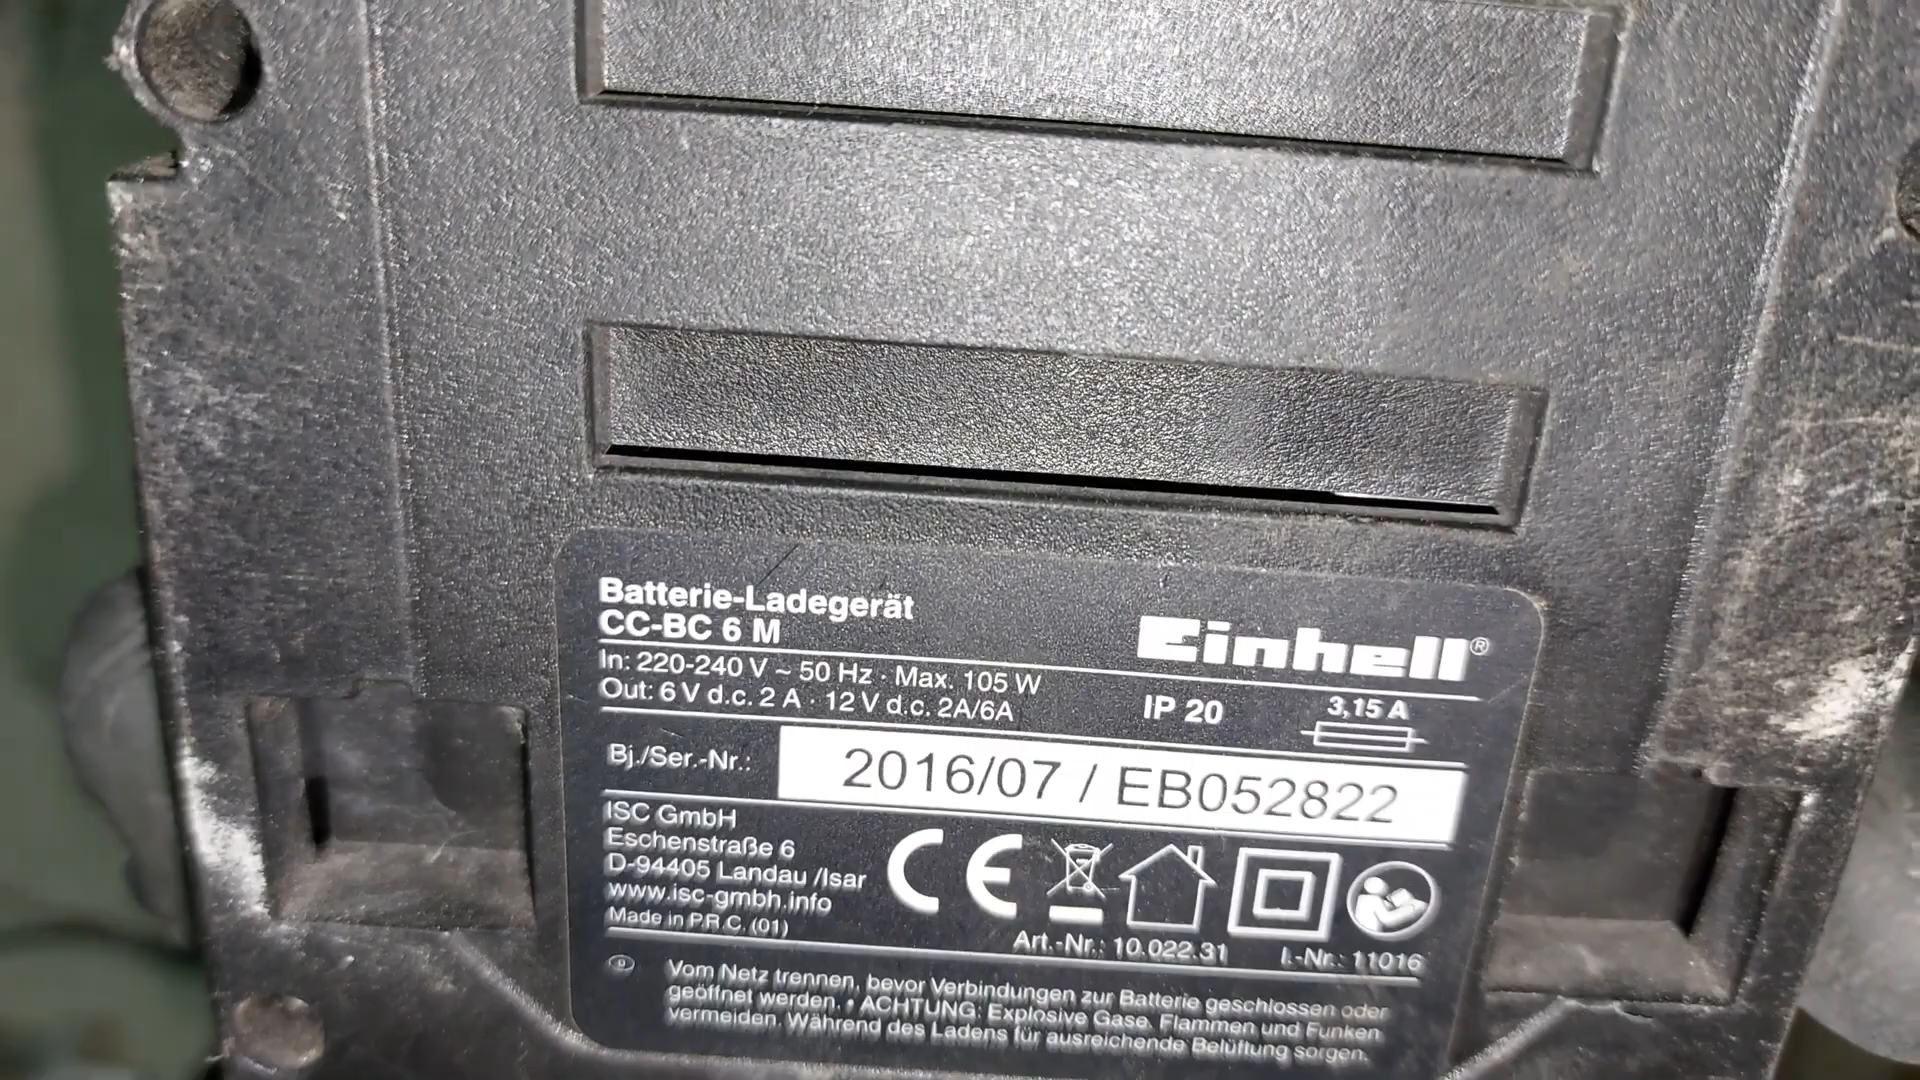 Batterie-Ladegerät
CC-BC 6 M
Einhell®
In: 220-240 V ~ 50 Hz · Max. 105 W
Out: 6 V d.c. 2 A · 12 V d.c. 2A/6A
IP 20
3,15 A
Bj./Ser.-Nr.: 2016/07 / EB052822
ISC GmbH
Eschenstraße 6
D-94405 Landau /Isar
www.isc-gmbh.info
Made in P.R.C. (01)
CE
Art.-Nr.: 10.022.31
I.-Nr.: 11016
D
Vom Netz trennen, bevor Verbindungen zur Batterie geschlossen oder
geöffnet werden. • ACHTUNG: Explosive Gase. Flammen und Funken
vermeiden. Während des Ladens für ausreichende Belüftung sorgen.